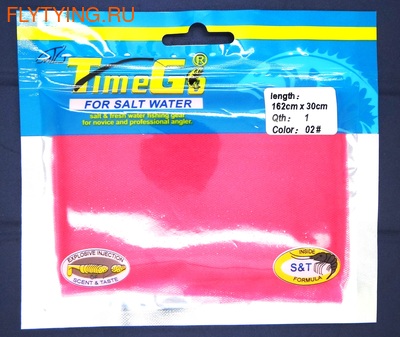 FLYTYING.RU
TimeGo®
FOR SALT WATER
salt & fresh water fishing gear
for novice and professional angler.
length:
162cm x 30cm
Qth: 1
Color: 02#
EXPLOSIVE INJECTION
SCENT & TASTE
INSIDE
S&T
FORMULA